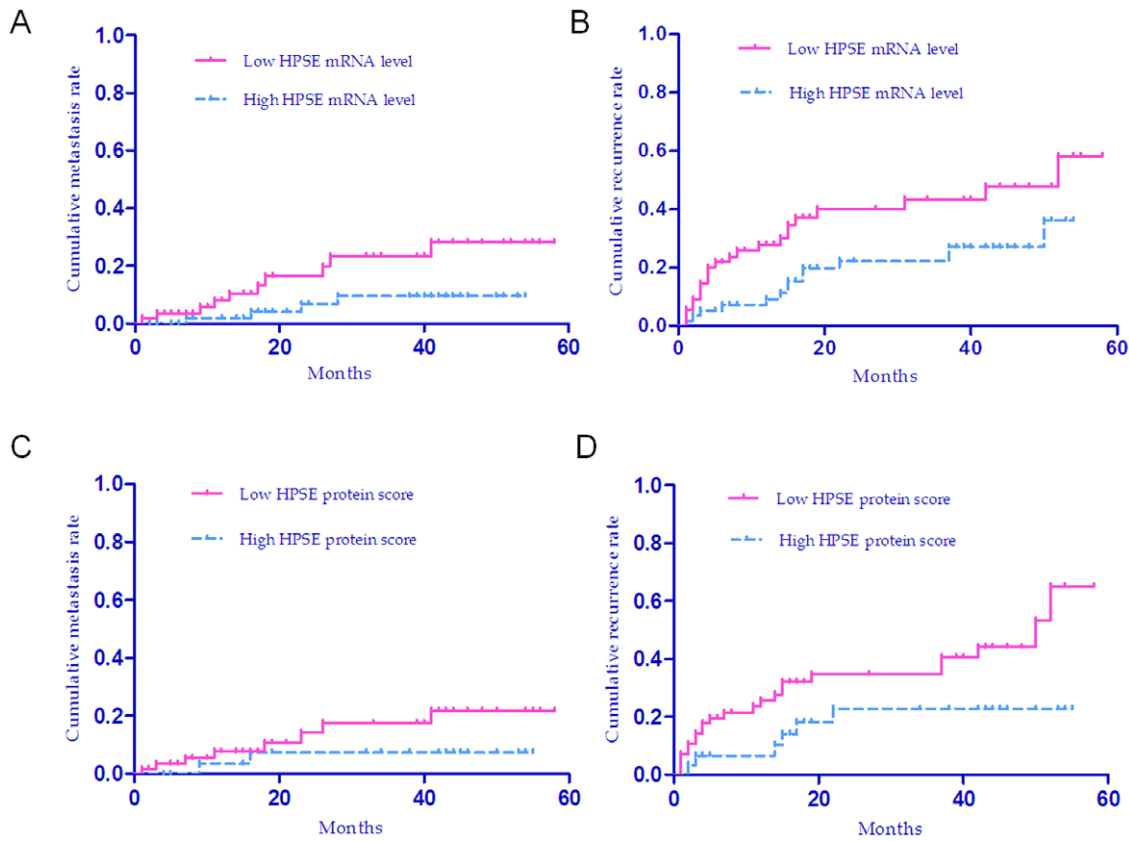 A
Cumulative metastasis rate
1.0
0.8
0.6
0.4
0.2
0.0
Low HPSE mRNA level
High HPSE mRNA level
0 20 40 60
Months
B
Cumulative recurrence rate
1.0
0.8
0.6
0.4
0.2
0.0
Low HPSE mRNA level
High HPSE mRNA level
0 20 40 60
Months
C
Cumulative metastasis rate
1.0
0.8
0.6
0.4
0.2
0.0
Low HPSE protein score
High HPSE protein score
0 20 40 60
Months
D
Cumulative recurrence rate
1.0
0.8
0.6
0.4
0.2
0.0
Low HPSE protein score
High HPSE protein score
0 20 40 60
Months